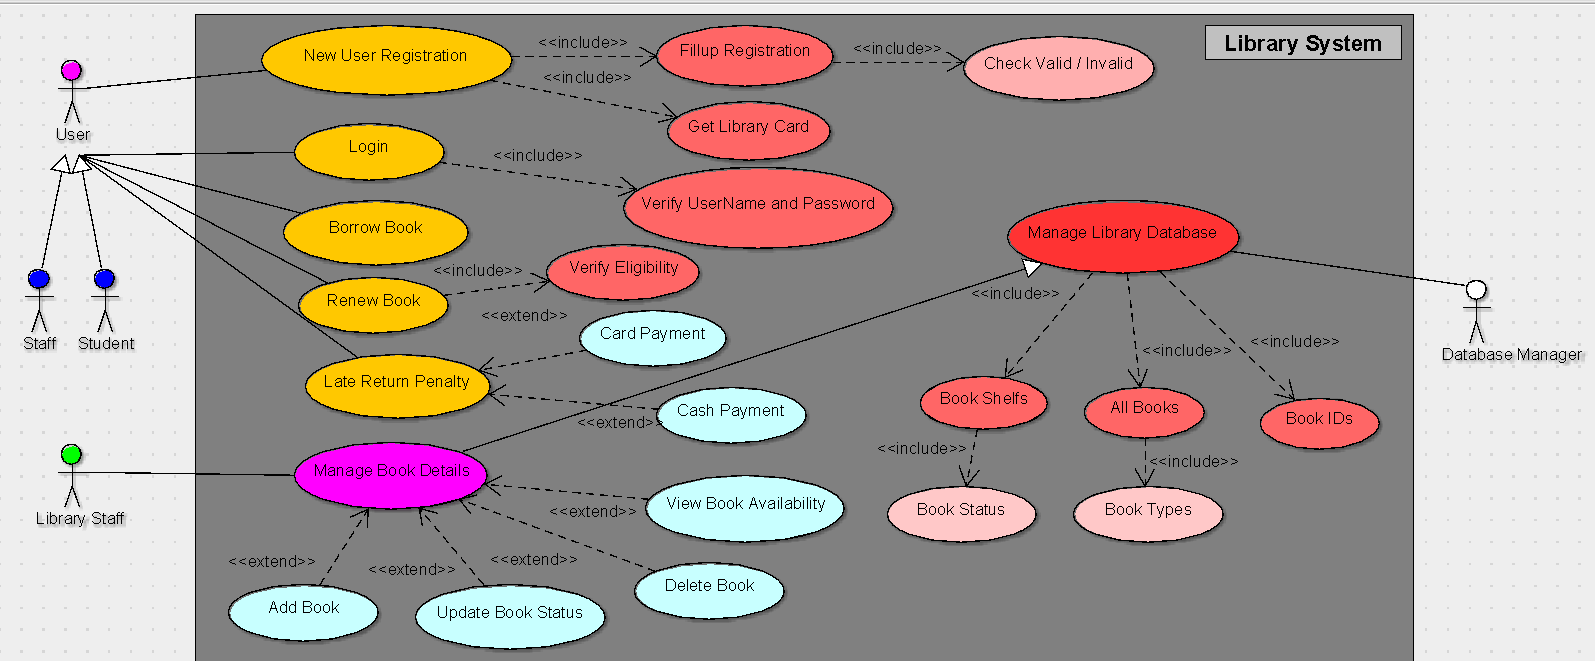 Library System
New User Registration
<<include>>
Fillup Registration
<<include>>
Check Valid / Invalid
<<include>>
Get Library Card
User
Login
<<include>>
Verify UserName and Password
Borrow Book
Manage Library Database
Renew Book
<<include>>
Verify Eligibility
<<include>>
Staff
Student
<<extend>>
Card Payment
<<include>>
<<include>>
Database Manager
Late Return Penalty
Cash Payment
<<extend>>
Book Shelfs
All Books
Book IDs
Manage Book Details
<<include>>
<<include>>
Library Staff
View Book Availability
<<extend>>
Book Status
Book Types
<<extend>>
<<extend>>
<<extend>>
Delete Book
Add Book
Update Book Status